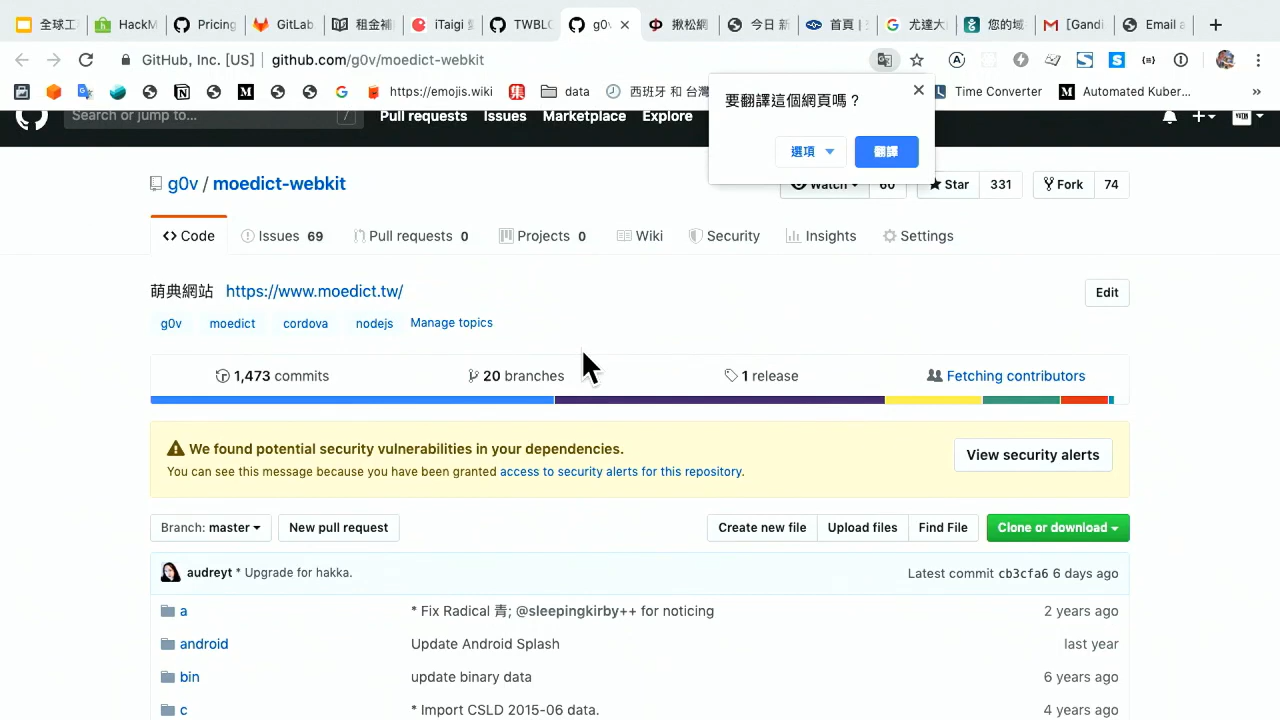 全球工
HackM
Pricing
GitLab
租金補
iTaigi
TWBLG
g0v
揪松網
今日 新
首頁 |
尤達大
您的域
[Gandi
Email a
GitHub, Inc. [US] | github.com/g0v/moedict-webkit
https://emojis.wiki
集
data
西班牙 和 台灣
Time Converter
Automated Kuber...
»
要翻譯這個網頁嗎？
選項
翻譯
Search or jump to...
/
Pull requests Issues Marketplace Explore
g0v / moedict-webkit
Watch 60
Star 331
Fork 74
Code
Issues 69
Pull requests 0
Projects 0
Wiki
Security
Insights
Settings
萌典網站 https://www.moedict.tw/
Edit
g0v moedict cordova nodejs Manage topics
1,473 commits
20 branches
1 release
Fetching contributors
We found potential security vulnerabilities in your dependencies.
You can see this message because you have been granted access to security alerts for this repository.
View security alerts
Branch: master
New pull request
Create new file
Upload files
Find File
Clone or download
audreyt * Upgrade for hakka.
Latest commit cb3cfa6 6 days ago
a * Fix Radical 青; @sleepingkirby++ for noticing 2 years ago
android Update Android Splash last year
bin update binary data 6 years ago
c * Import CSLD 2015-06 data. 4 years ago